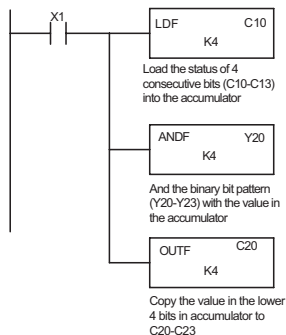 X1
LDF C10
K4
Load the status of 4
consecutive bits (C10-C13)
into the accumulator
ANDF Y20
K4
And the binary bit pattern
(Y20-Y23) with the value in
the accumulator
OUTF C20
K4
Copy the value in the lower
4 bits in accumulator to
C20-C23